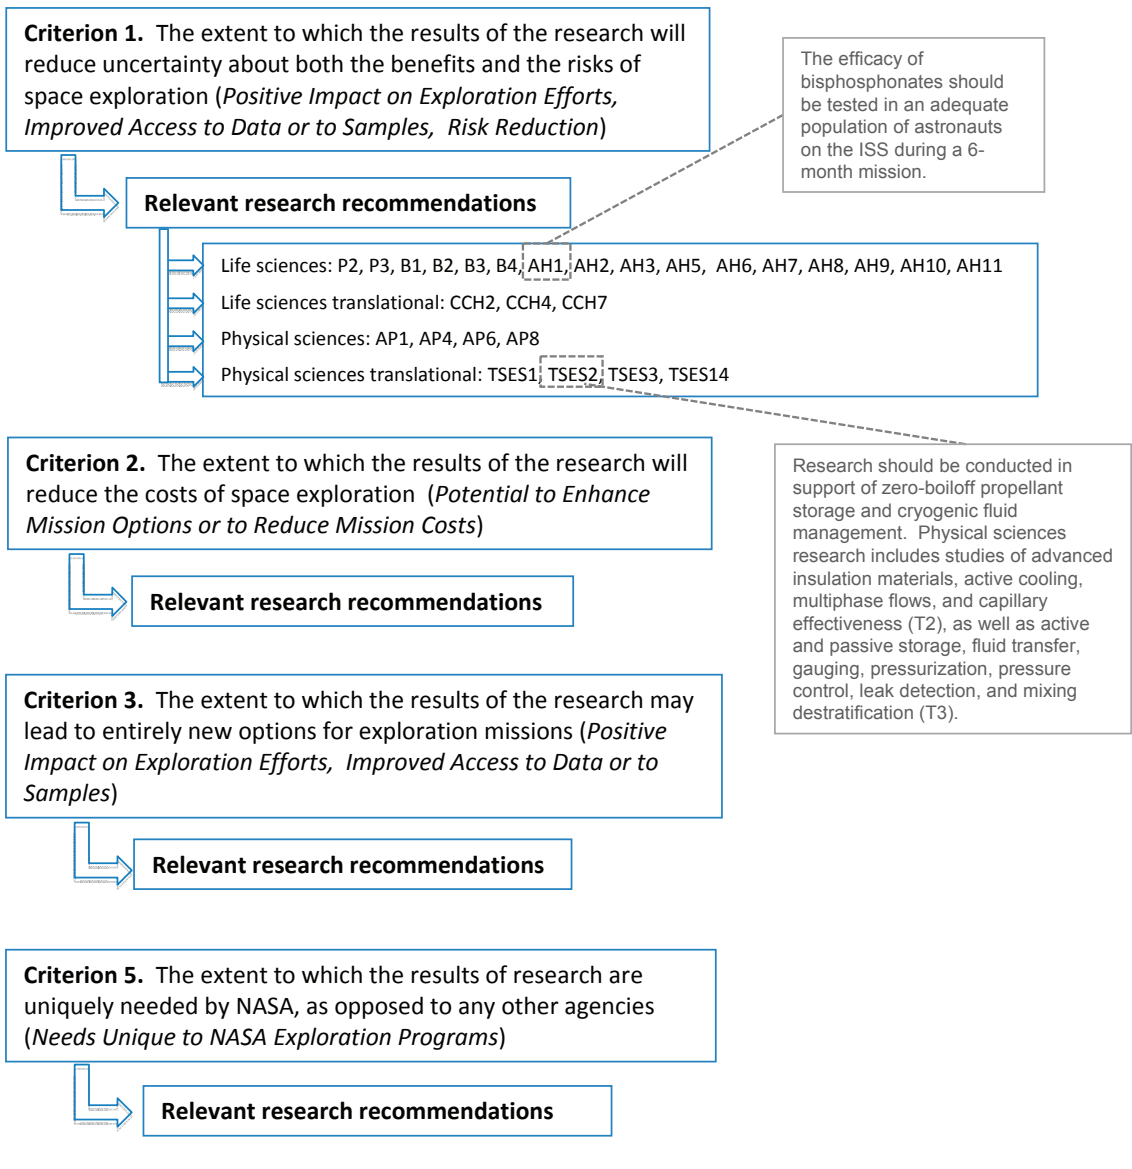 Criterion 1.  The extent to which the results of the research will
reduce uncertainty about both the benefits and the risks of
space exploration (Positive Impact on Exploration Efforts,
Improved Access to Data or to Samples,  Risk Reduction)
The efficacy of
bisphosphonates should
be tested in an adequate
population of astronauts
on the ISS during a 6-
month mission.
Relevant research recommendations
Life sciences: P2, P3, B1, B2, B3, B4, AH1, AH2, AH3, AH5,  AH6, AH7, AH8, AH9, AH10, AH11
Life sciences translational: CCH2, CCH4, CCH7
Physical sciences: AP1, AP4, AP6, AP8
Physical sciences translational: TSES1, TSES2, TSES3, TSES14
Criterion 2.  The extent to which the results of the research will
reduce the costs of space exploration  (Potential to Enhance
Mission Options or to Reduce Mission Costs)
Relevant research recommendations
Research should be conducted in
support of zero-boiloff propellant
storage and cryogenic fluid
management.  Physical sciences
research includes studies of advanced
insulation materials, active cooling,
multiphase flows, and capillary
effectiveness (T2), as well as active
and passive storage, fluid transfer,
gauging, pressurization, pressure
control, leak detection, and mixing
destratification (T3).
Criterion 3.  The extent to which the results of the research may
lead to entirely new options for exploration missions (Positive
Impact on Exploration Efforts,  Improved Access to Data or to
Samples)
Relevant research recommendations
Criterion 5.  The extent to which the results of research are
uniquely needed by NASA, as opposed to any other agencies
(Needs Unique to NASA Exploration Programs)
Relevant research recommendations